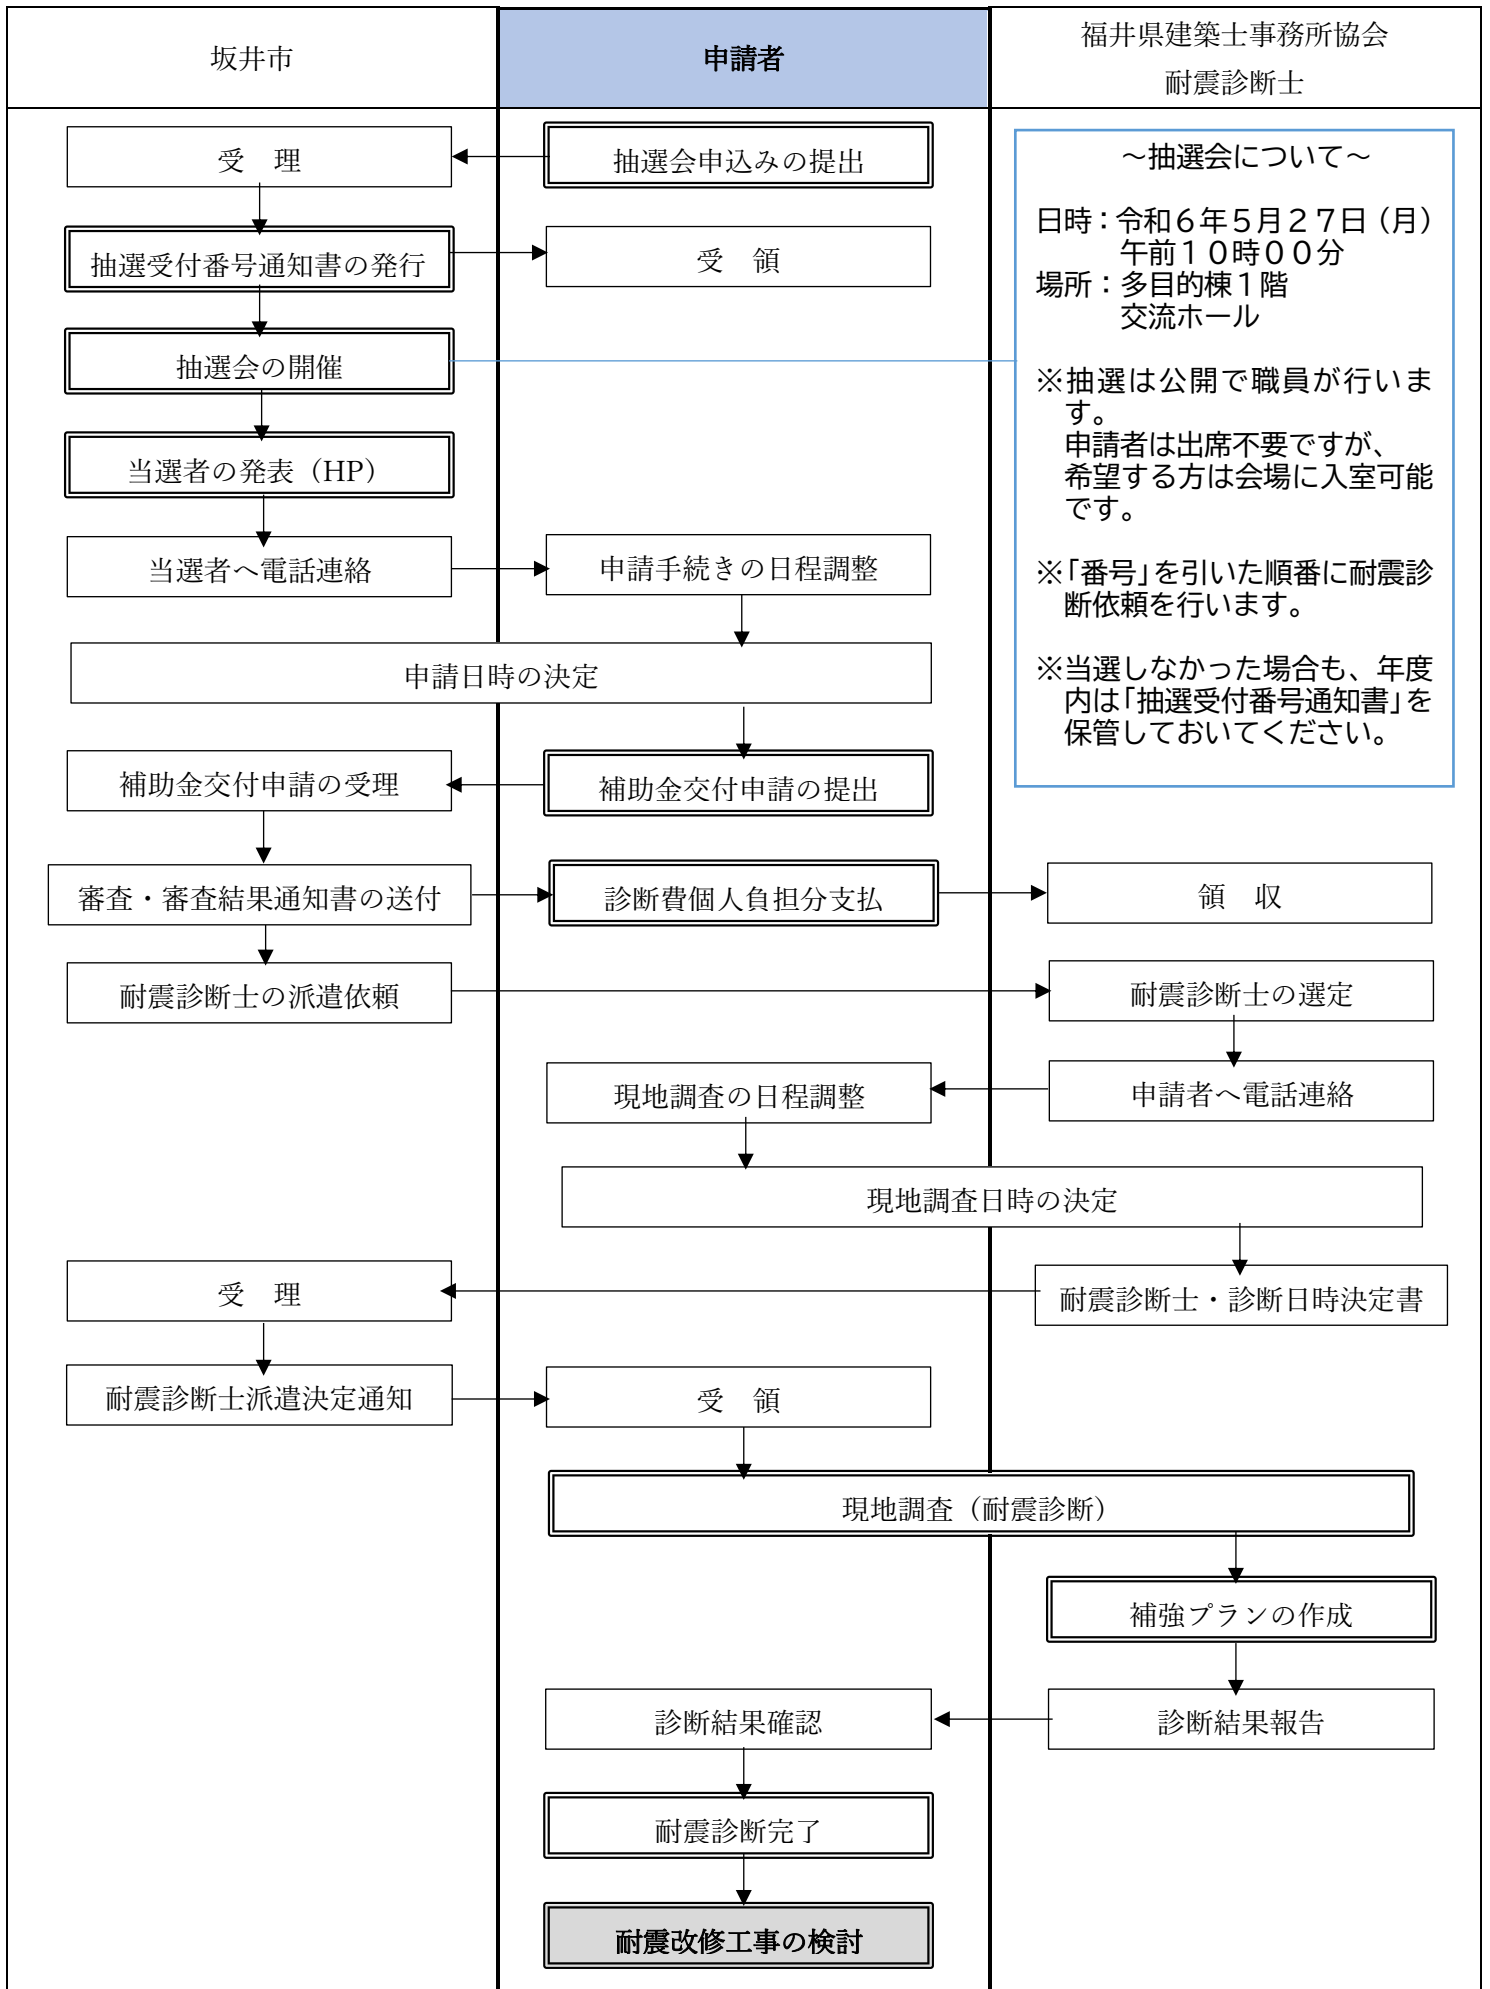 坂井市
申請者
福井県建築士事務所協会
耐震診断士
受　理
抽選会申込みの提出
抽選受付番号通知書の発行
受　領
抽選会の開催
当選者の発表（HP）
当選者へ電話連絡
申請手続きの日程調整
申請日時の決定
～抽選会について～
日時：令和６年５月２７日（月）
午前１０時００分
場所：多目的棟１階
交流ホール
※抽選は公開で職員が行いま
す。
申請者は出席不要ですが、
希望する方は会場に入室可能
です。
※「番号」を引いた順番に耐震診
断依頼を行います。
※当選しなかった場合も、年度
内は「抽選受付番号通知書」を
保管しておいてください。
補助金交付申請の受理
補助金交付申請の提出
審査・審査結果通知書の送付
診断費個人負担分支払
領　収
耐震診断士の派遣依頼
耐震診断士の選定
現地調査の日程調整
申請者へ電話連絡
現地調査日時の決定
受　理
耐震診断士・診断日時決定書
耐震診断士派遣決定通知
受　領
現地調査（耐震診断）
補強プランの作成
診断結果確認
診断結果報告
耐震診断完了
耐震改修工事の検討